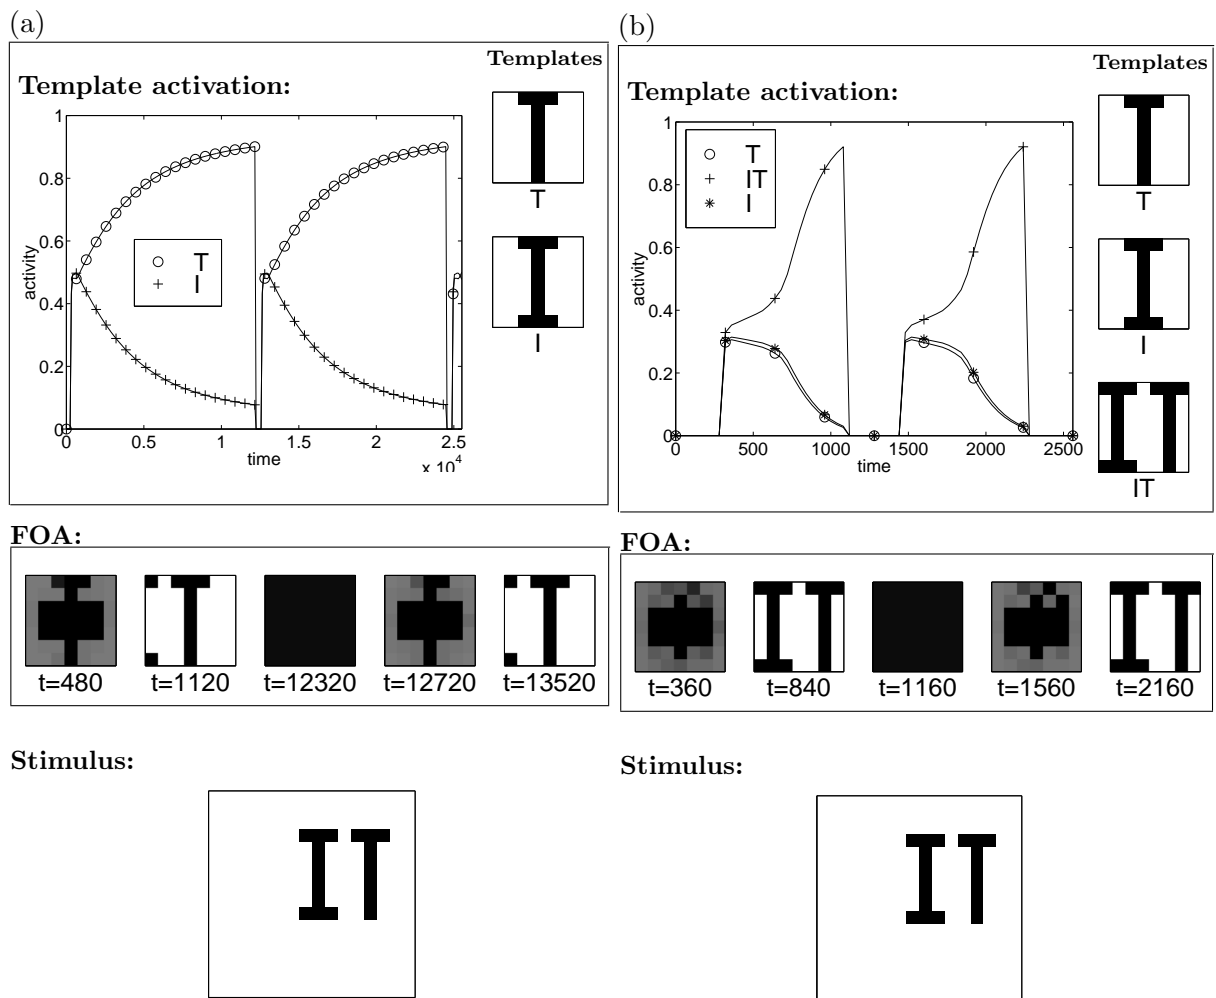 (a)
Templates
Template activation:
1
0.8
0.6
0.4
0.2
0
activity
T
I
0
0.5
1
1.5
2
2.5
time
x 10^4
T
I
FOA:
t=480
t=1120
t=12320
t=12720
t=13520
Stimulus:
IT
(b)
Templates
Template activation:
1
0.8
0.6
0.4
0.2
0
activity
T
IT
I
0
500
1000
1500
2000
2500
time
T
I
IT
FOA:
t=360
t=840
t=1160
t=1560
t=2160
Stimulus:
IT